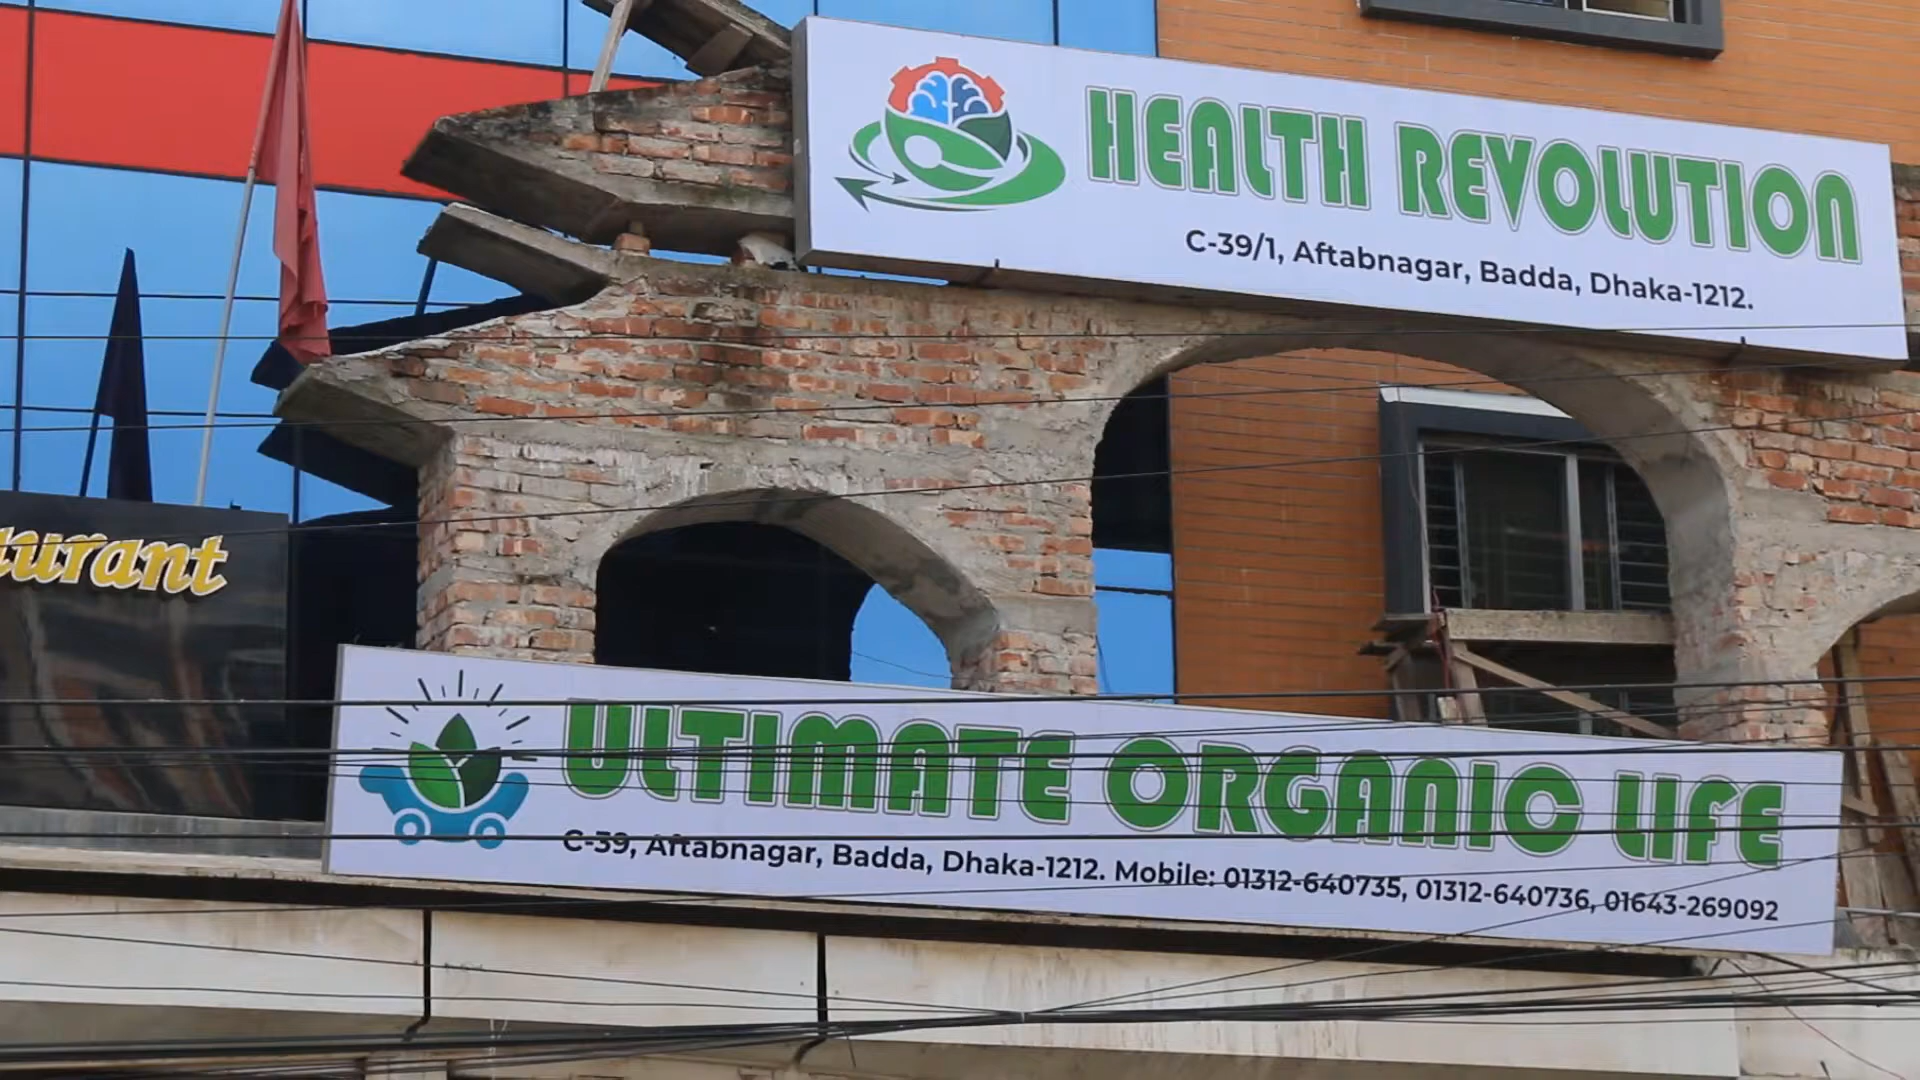 HEALTH REVOLUTION
C-39/1, Aftabnagar, Badda, Dhaka-1212.
ULTIMATE ORGANIC LIFE
C-39, Aftabnagar, Badda, Dhaka-1212. Mobile: 01312-640735, 01312-640736, 01643-269092